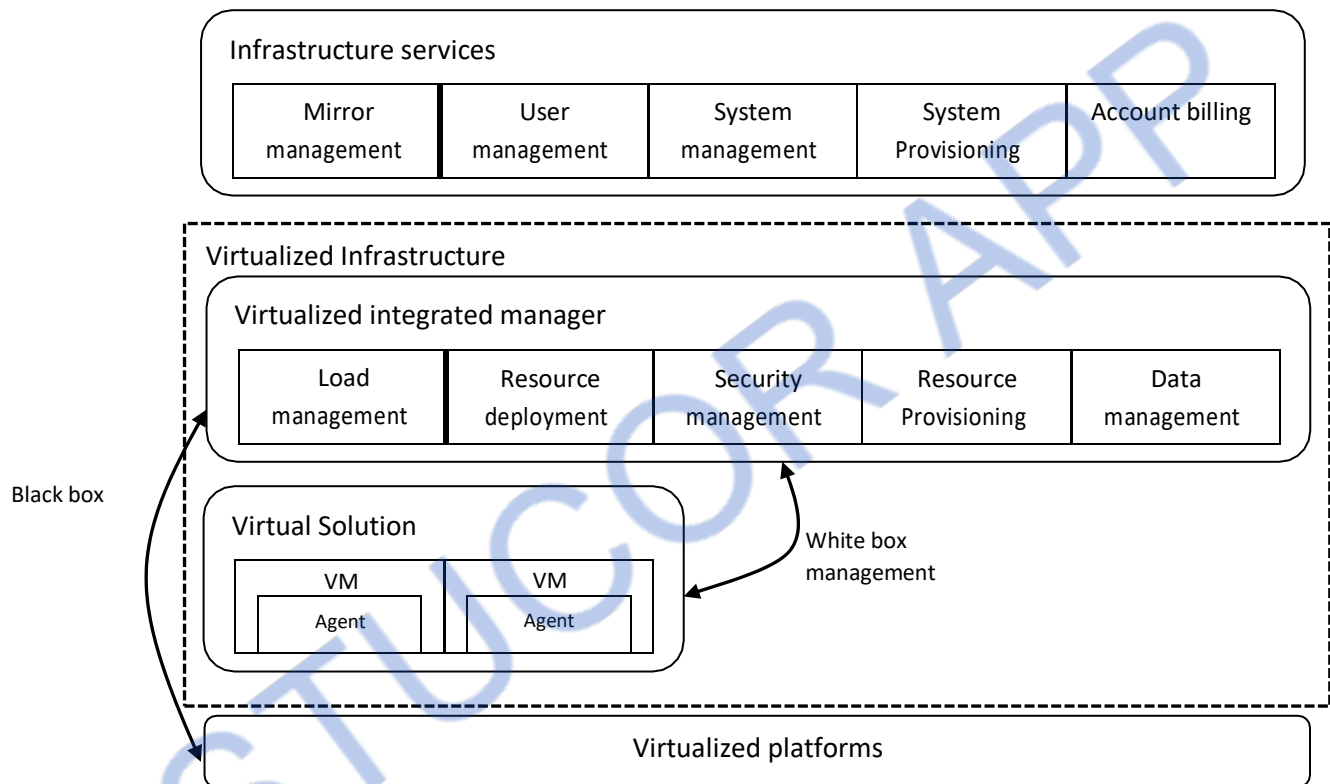 Infrastructure services
Mirror
management
User
management
System
management
System
Provisioning
Account billing
Virtualized Infrastructure
Virtualized integrated manager
Load
management
Resource
deployment
Security
management
Resource
Provisioning
Data
management
Black box
Virtual Solution
VM
Agent
VM
Agent
White box
management
Virtualized platforms
STUCOR APP